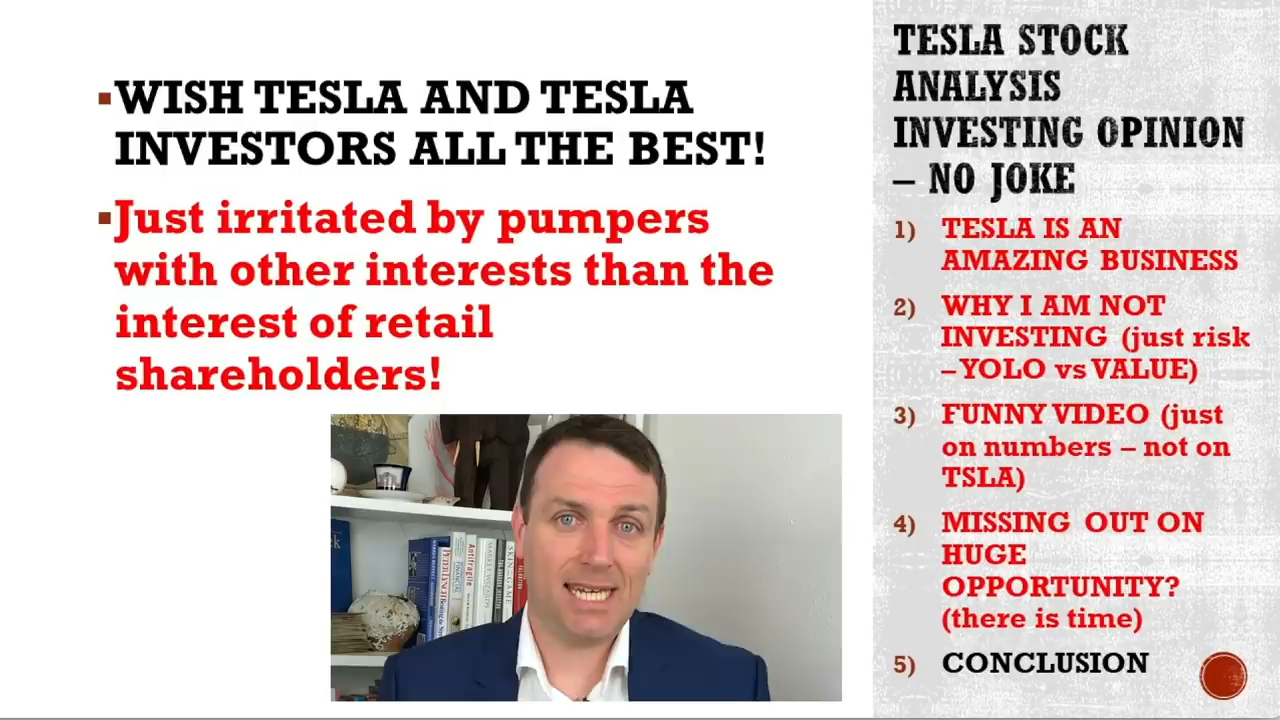 ▪WISH TESLA AND TESLA
INVESTORS ALL THE BEST!
▪Just irritated by pumpers
with other interests than the
interest of retail
shareholders!
TESLA STOCK
ANALYSIS
INVESTING OPINION
– NO JOKE
1) TESLA IS AN
AMAZING BUSINESS
2) WHY I AM NOT
INVESTING (just risk
–YOLO vs VALUE)
3) FUNNY VIDEO (just
on numbers – not on
TSLA)
4) MISSING OUT ON
HUGE
OPPORTUNITY?
(there is time)
5) CONCLUSION
Antifragile
SKIN GAME